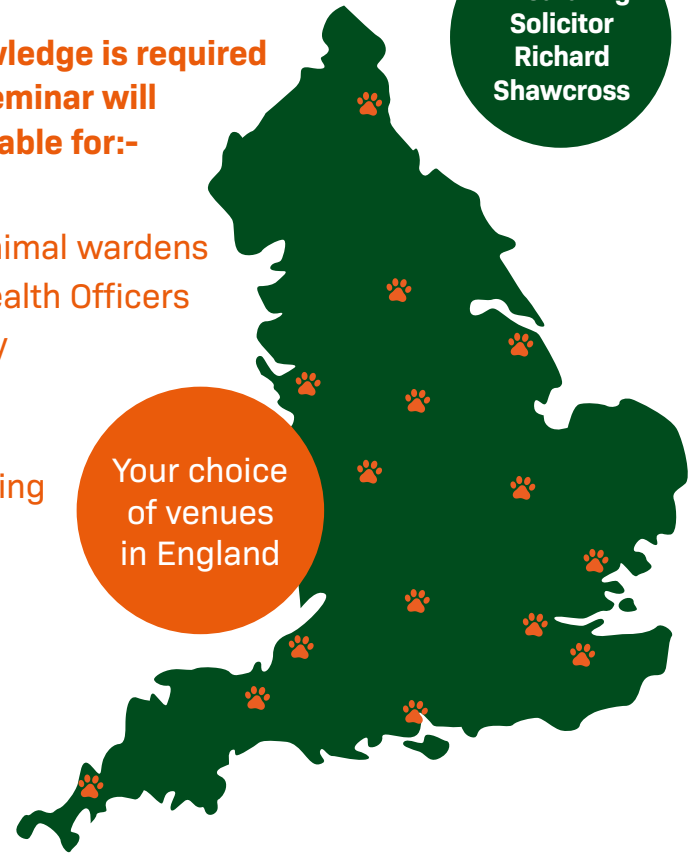 Solicitor
Richard
Shawcross
ledge is required
eminar will
able for:-
imal wardens
ealth Officers
y
ing
Your choice
of venues
in England